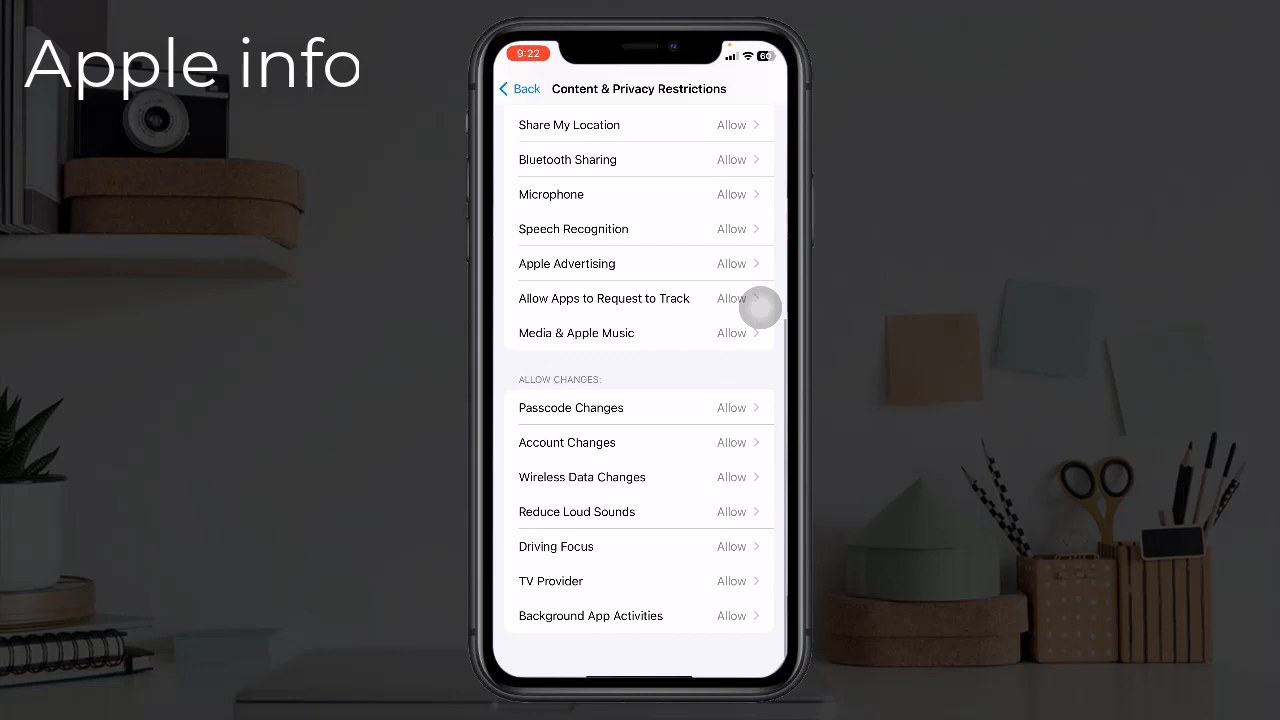 Apple info
9:22
60
Back Content & Privacy Restrictions
Share My Location Allow
Bluetooth Sharing Allow
Microphone Allow
Speech Recognition Allow
Apple Advertising Allow
Allow Apps to Request to Track Allow
Media & Apple Music Allow
ALLOW CHANGES:
Passcode Changes Allow
Account Changes Allow
Wireless Data Changes Allow
Reduce Loud Sounds Allow
Driving Focus Allow
TV Provider Allow
Background App Activities Allow